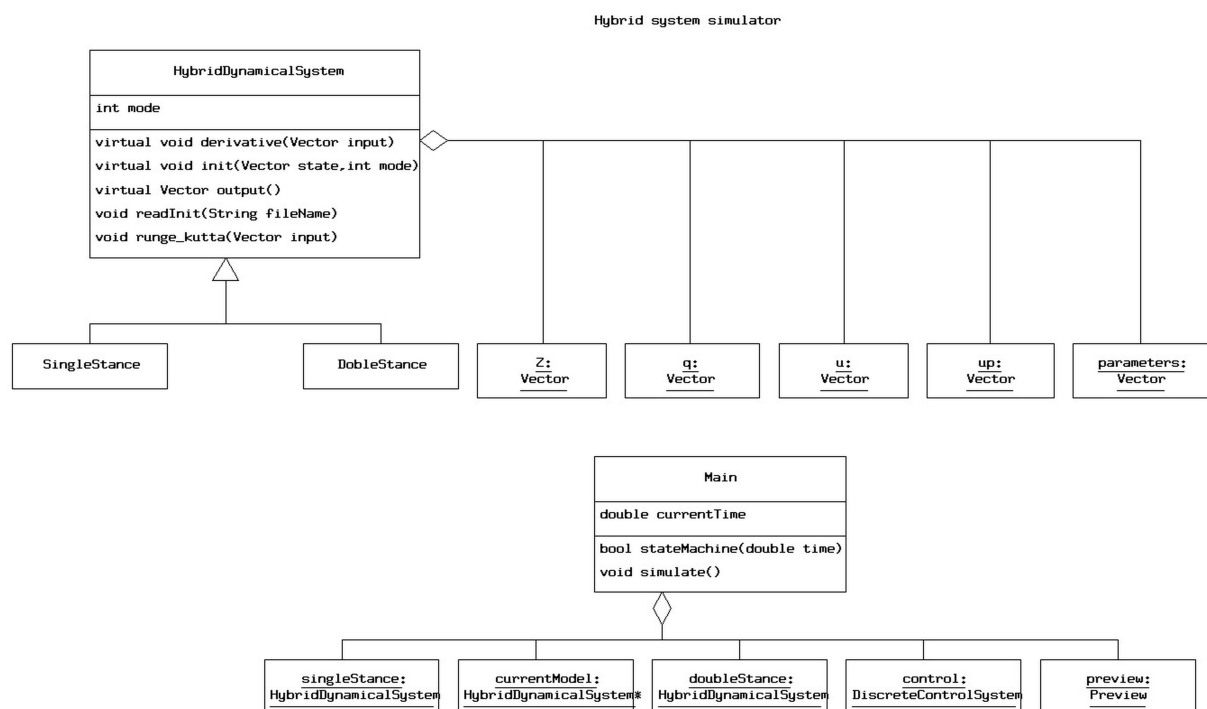 Hybrid system simulator
HybridDynamicalSystem
int mode
virtual void derivative(Vector input)
virtual void init(Vector state,int mode)
virtual Vector output()
void readInit(String fileName)
void runge_kutta(Vector input)
SingleStance
DobleStance
Z:
Vector
q:
Vector
u:
Vector
up:
Vector
parameters:
Vector
Main
double currentTime
bool stateMachine(double time)
void simulate()
singleStance:
HybridDynamicalSystem
currentModel:
HybridDynamicalSystem*
doubleStance:
HybridDynamicalSystem
control:
DiscreteControlSystem
preview:
Preview